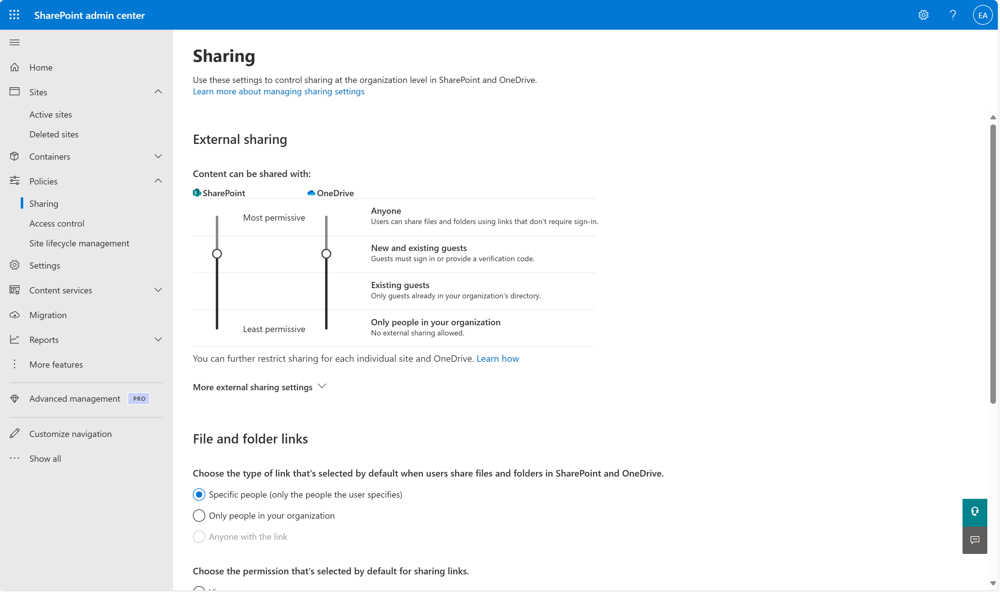 SharePoint admin center
EA
Home
Sites
Active sites
Deleted sites
Containers
Policies
Sharing
Access control
Site lifecycle management
Settings
Content services
Migration
Reports
More features
Advanced management PRO
Customize navigation
Show all
Sharing
Use these settings to control sharing at the organization level in SharePoint and OneDrive.
Learn more about managing sharing settings
External sharing
Content can be shared with:
SharePoint OneDrive
Most permissive
Anyone
Users can share files and folders using links that don't require sign-in.
New and existing guests
Guests must sign in or provide a verification code.
Existing guests
Only guests already in your organization's directory.
Least permissive
Only people in your organization
No external sharing allowed.
You can further restrict sharing for each individual site and OneDrive. Learn how
More external sharing settings
File and folder links
Choose the type of link that's selected by default when users share files and folders in SharePoint and OneDrive.
Specific people (only the people the user specifies)
Only people in your organization
Anyone with the link
Choose the permission that's selected by default for sharing links.